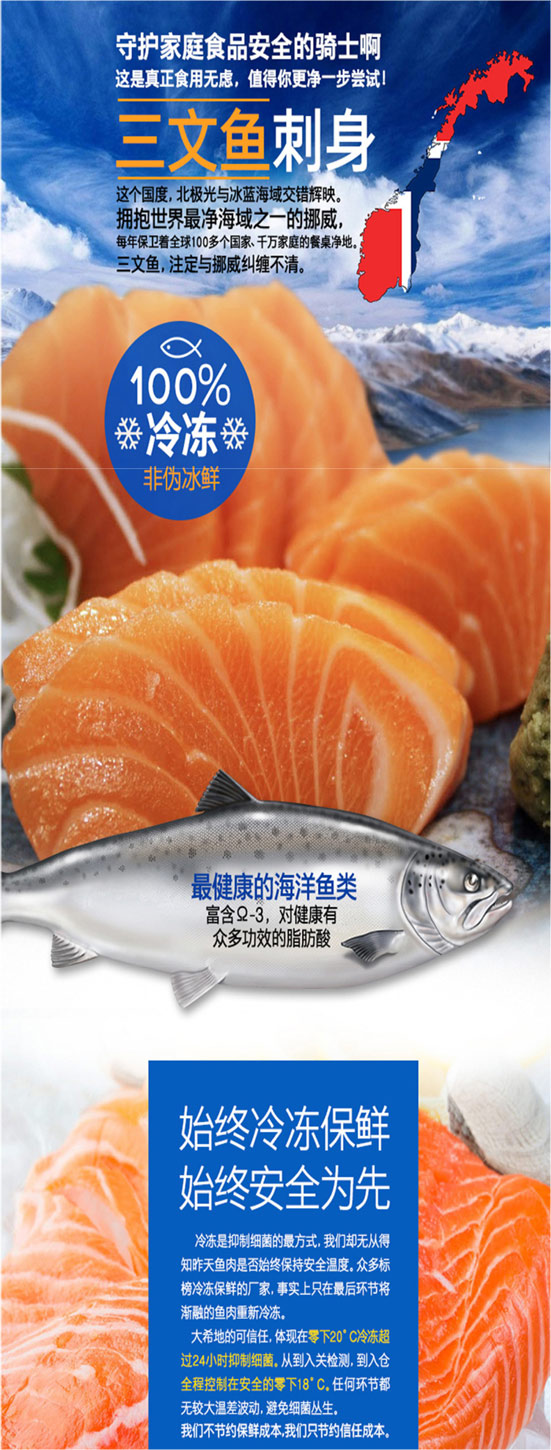 守护家庭食品安全的骑士啊
这是真正食用无虑，值得你更净一步尝试！
三文鱼刺身
这个国度，北极光与冰蓝海域交错辉映。
拥抱世界最净海域之一的挪威，
每年保卫着全球100多个国家、千万家庭的餐桌净地。
三文鱼，注定与挪威纠缠不清。
100%
冷冻
非伪冰鲜
最健康的海洋鱼类
富含Ω-3，对健康有
众多功效的脂肪酸
始终冷冻保鲜
始终安全为先
冷冻是抑制细菌的最方式，我们却无从得
知昨天鱼肉是否始终保持安全温度。众多标
榜冷冻保鲜的厂家，事实上只在最后环节将
渐融的鱼肉重新冷冻。
大希地的可信任，体现在零下20°C冷冻超
过24小时抑制细菌。从到入关检测，到入仓
全程控制在安全的零下18°C。任何环节都
无较大温差波动，避免细菌丛生。
我们不节约保鲜成本,我们只节约信任成本。